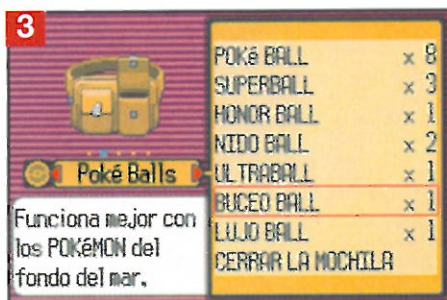 3
Poké Balls
Funciona mejor con
los POKéMON del
fondo del mar.
POKé BALL x 8
SUPERBALL x 3
HONOR BALL x 1
NIDO BALL x 2
ULTRABALL x 1
BUCEO BALL x 1
LUJO BALL x 1
CERRAR LA MOCHILA